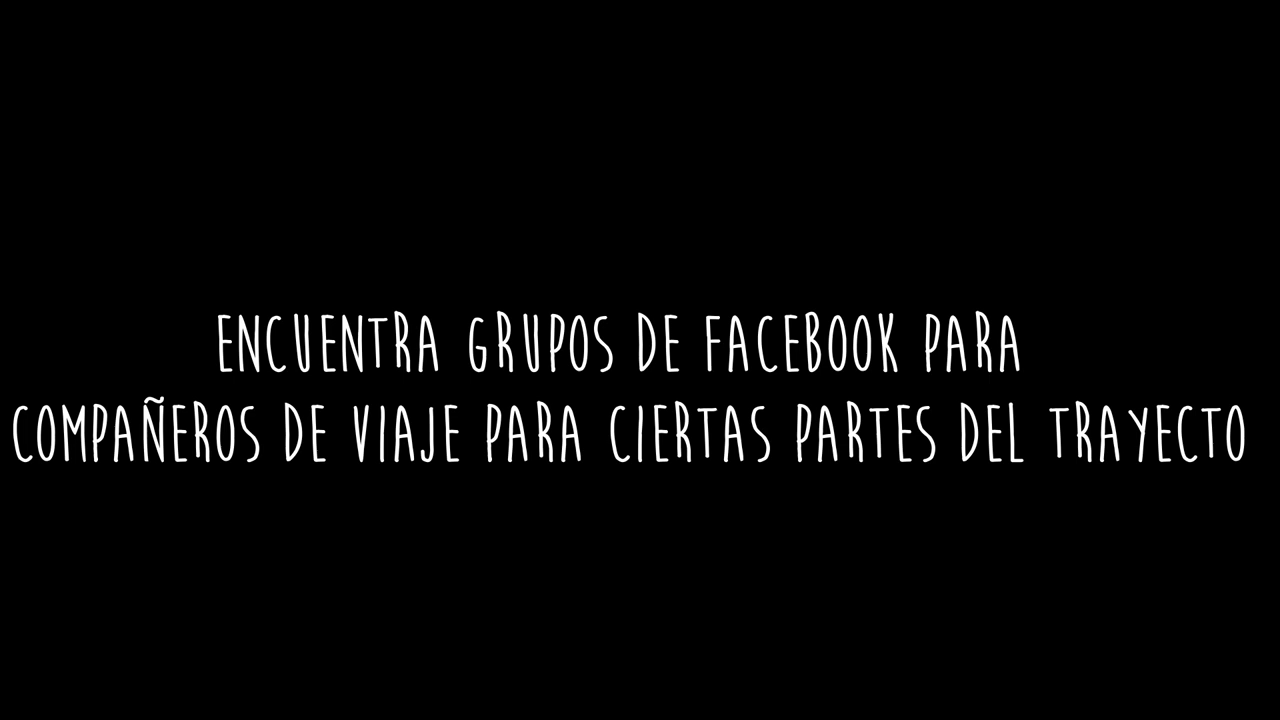 ENCUENTRA GRUPOS DE FACEBOOK PARA
COMPAÑEROS DE VIAJE PARA CIERTAS PARTES DEL TRAYECTO